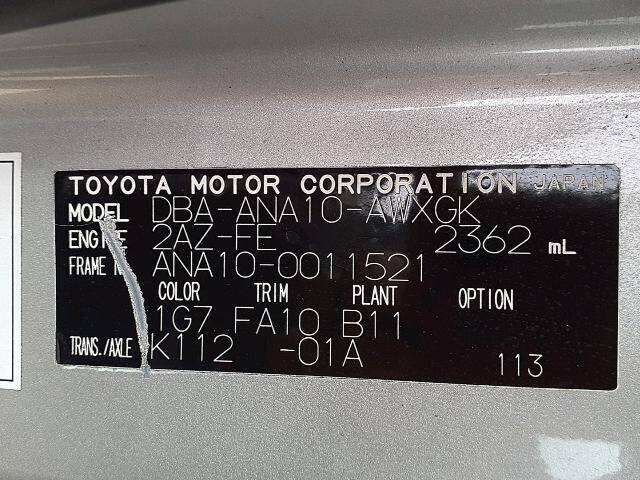 TOYOTA MOTOR CORPORATION JAPAN
MODEL DBA-ANA10-AWXGK
ENGINE 2AZ-FE 2362 mL
FRAME N ANA10-0011521
COLOR TRIM PLANT OPTION
1G7 FA10 B11
TRANS./AXLE K112 -01A 113